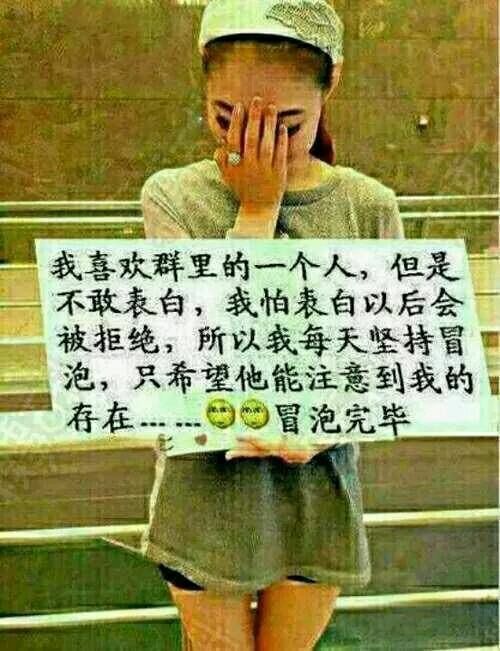 我喜欢群里的一个人，但是
不敢表白，我怕表白以后会
被拒绝，所以我每天坚持冒
泡，只希望他能注意到我的
存在……冒泡完毕